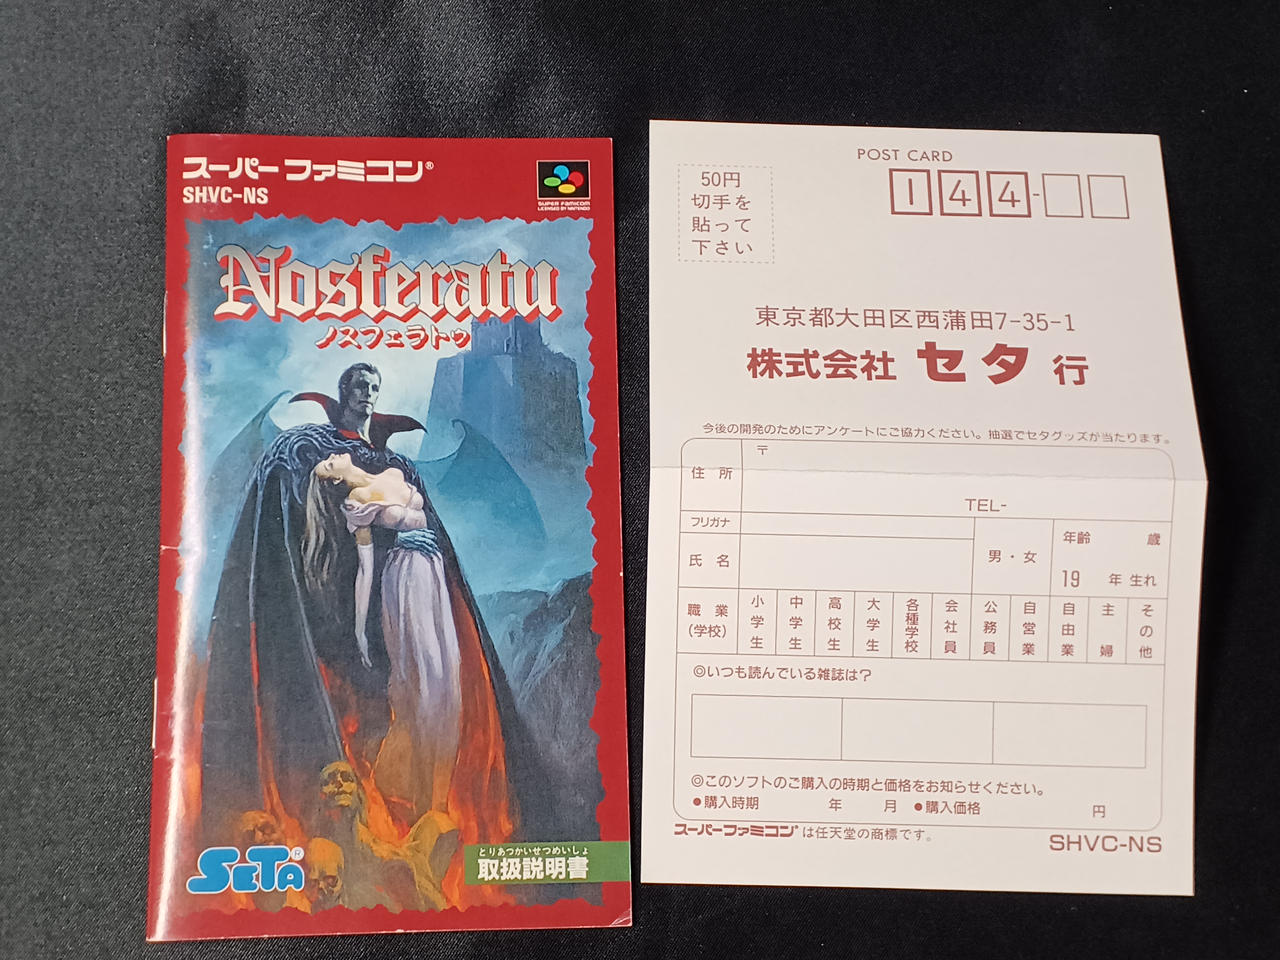 スーパーファミコン®
SHVC-NS
SUPER FAMICOM
LICENSED BY NINTENDO
Nosferatu
ノスフェラトゥ
SETA®
とりあつかいせつめいしょ
取扱説明書
POST CARD
50円
切手を
貼って
下さい
144-
東京都大田区西蒲田7-35-1
株式会社 セタ 行
今後の開発のためにアンケートにご協力ください。抽選でセタグッズが当たります。
住所
〒
TEL-
フリガナ
氏名
男・女
年齢 歳
19 年生れ
職業
(学校)
小学生
中学生
高校生
大学生
各種学校
会社員
公務員
自営業
自由業
主婦
その他
◎いつも読んでいる雑誌は?
◎このソフトのご購入の時期と価格をお知らせください。
●購入時期 年 月 ●購入価格 円
スーパーファミコン®は任天堂の商標です。
SHVC-NS